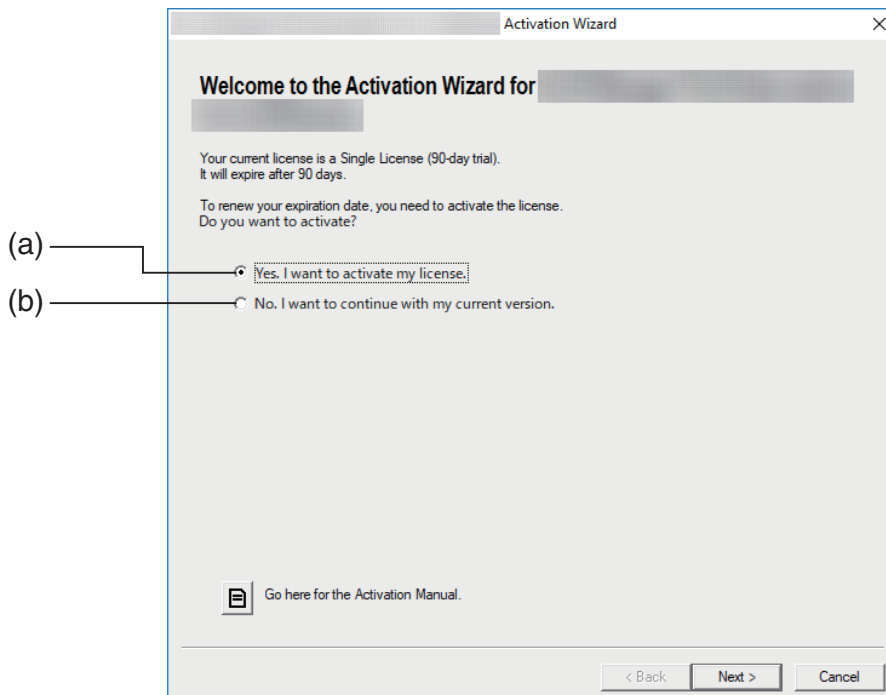 Activation Wizard
Welcome to the Activation Wizard for
Your current license is a Single License (90-day trial).
It will expire after 90 days.
To renew your expiration date, you need to activate the license.
Do you want to activate?
(a)
Yes. I want to activate my license.
(b)
No. I want to continue with my current version.
Go here for the Activation Manual.
< Back Next > Cancel